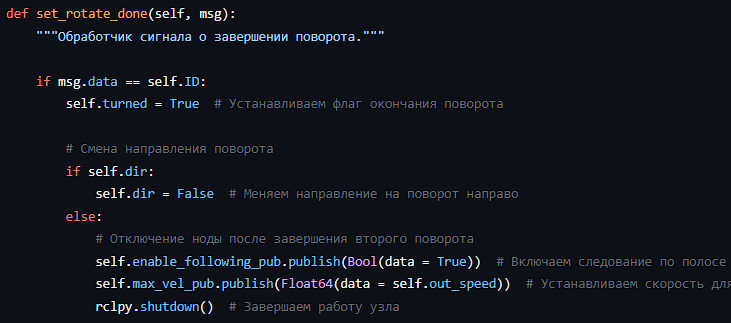 def set_rotate_done(self, msg):
    """Обработчик сигнала о завершении поворота."""

    if msg.data == self.ID:
        self.turned = True  # Устанавливаем флаг окончания поворота

        # Смена направления поворота
        if self.dir:
            self.dir = False  # Меняем направление на поворот направо
        else:
            # Отключение ноды после завершения второго поворота
            self.enable_following_pub.publish(Bool(data = True))  # Включаем следование по полосе
            self.max_vel_pub.publish(Float64(data = self.out_speed))  # Устанавливаем скорость для
            rclpy.shutdown()  # Завершаем работу узла